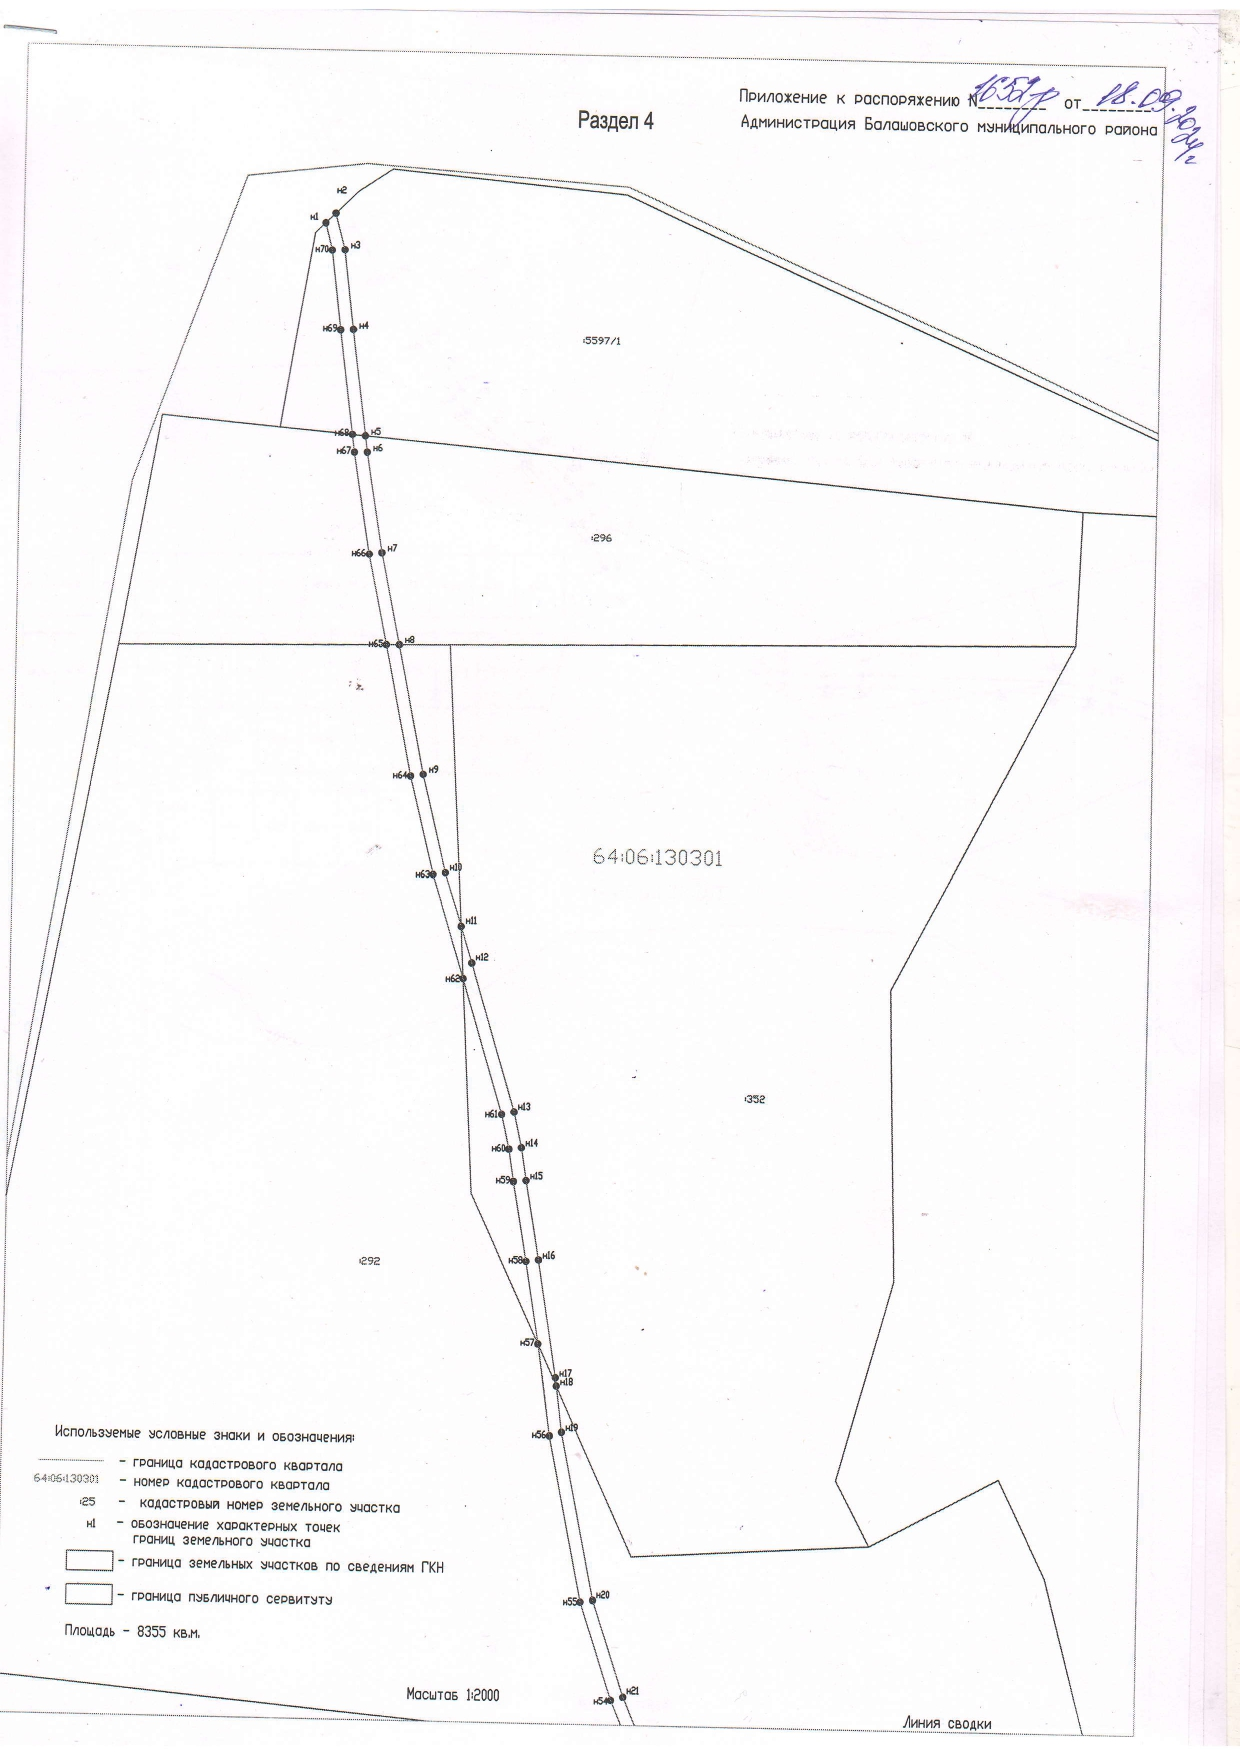 Приложение к распоряжению N 1652р от 18.09.2024г
Раздел 4
Администрация Балашовского муниципального района
н2
н1
н70
н3
н69
н4
:5597/1
н68
н5
н67
н6
:296
н66
н7
н65
н8
н64
н9
64:06:130301
н63
н10
н11
н12
н62
:352
н61
н13
н60
н14
н59
н15
н58
н16
:292
н57
н17
н18
н56
н19
Используемые условные знаки и обозначения:
– граница кадастрового квартала
64:06:130301 – номер кадастрового квартала
:25 – кадастровый номер земельного участка
н1 – обозначение характерных точек
границ земельного участка
– граница земельных участков по сведениям ГКН
– граница публичного сервитуту
н55
н20
Площадь – 8355 кв.м.
н54
н21
Масштаб 1:2000
Линия сводки